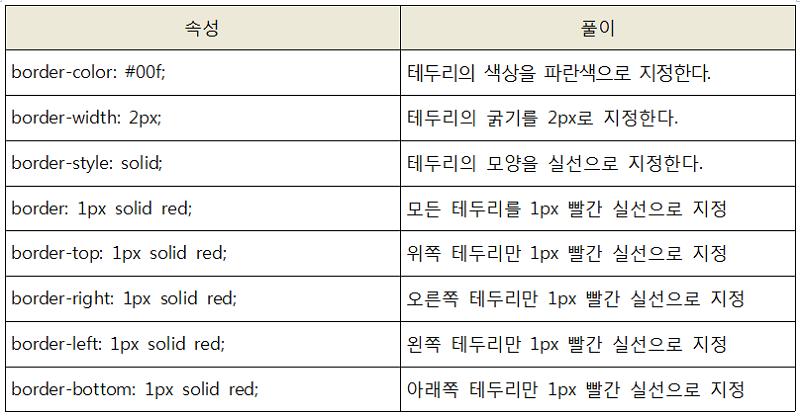 속성 풀이
border-color: #00f; 테두리의 색상을 파란색으로 지정한다.
border-width: 2px; 테두리의 굵기를 2px로 지정한다.
border-style: solid; 테두리의 모양을 실선으로 지정한다.
border: 1px solid red; 모든 테두리를 1px 빨간 실선으로 지정
border-top: 1px solid red; 위쪽 테두리만 1px 빨간 실선으로 지정
border-right: 1px solid red; 오른쪽 테두리만 1px 빨간 실선으로 지정
border-left: 1px solid red; 왼쪽 테두리만 1px 빨간 실선으로 지정
border-bottom: 1px solid red; 아래쪽 테두리만 1px 빨간 실선으로 지정